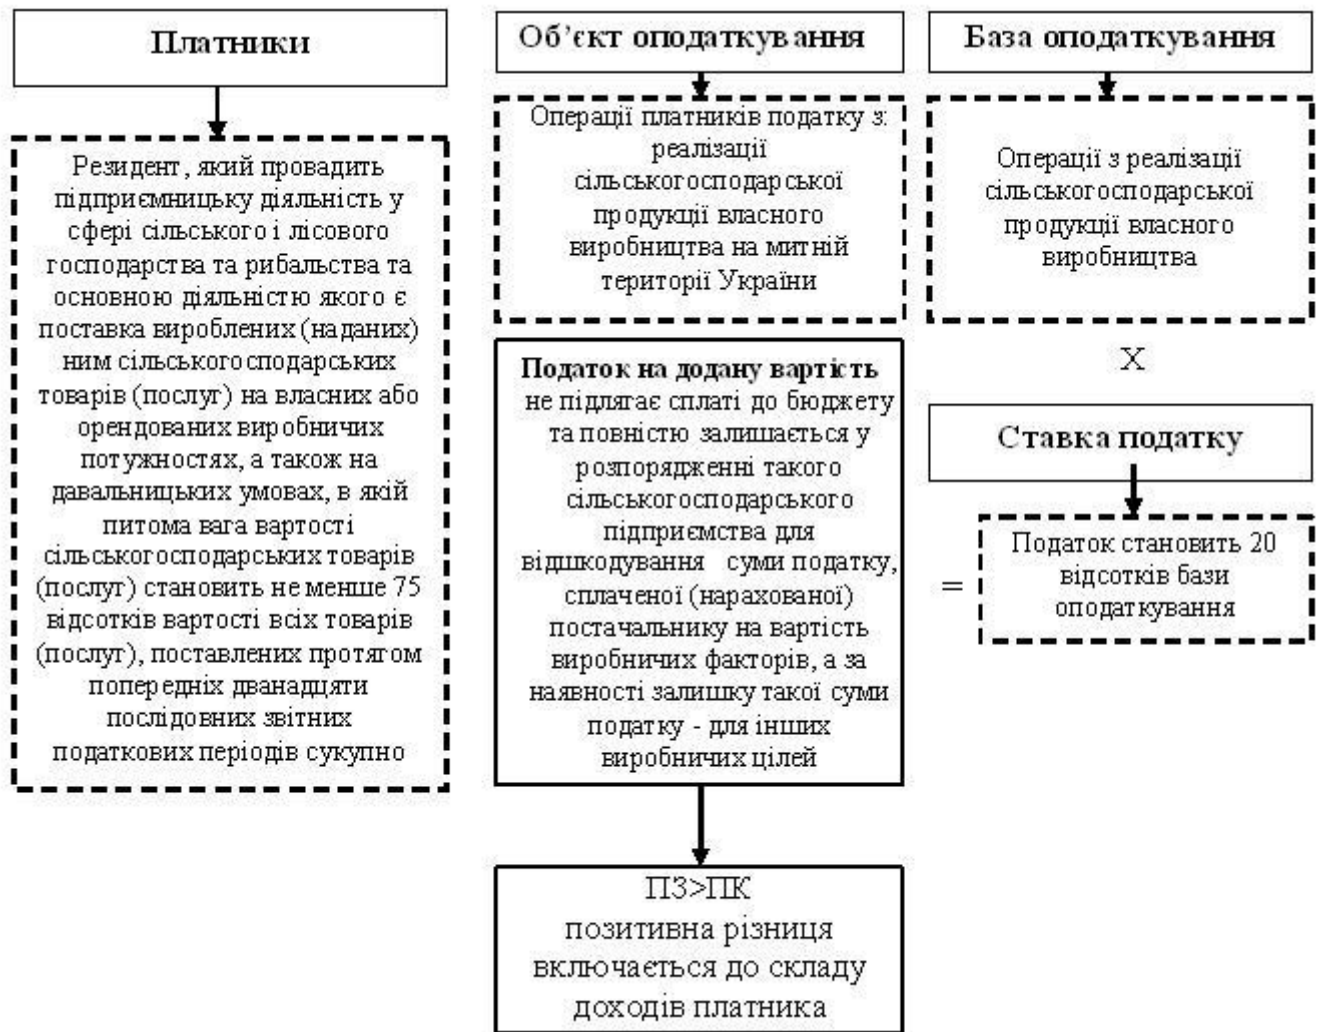 Платники
Резидент, який провадить
підприємницьку діяльність у
сфері сільського і лісового
господарства та рибальства та
основною діяльністю якого є
поставка вироблених (наданих)
ним сільськогосподарських
товарів (послуг) на власних або
орендованих виробничих
потужностях, а також на
давальницьких умовах, в якій
питома вага вартості
сільськогосподарських товарів
(послуг) становить не менше 75
відсотків вартості всіх товарів
(послуг), поставлених протягом
попередніх дванадцяти
послідовних звітних
податкових періодів сукупно
Об’єкт оподаткування
Операції платників податку з:
реалізації
сільськогосподарської
продукції власного
виробництва на митній
території України
Податок на додану вартість
не підлягає сплаті до бюджету
та повністю залишається у
розпорядженні такого
сільськогосподарського
підприємства для
відшкодування суми податку,
сплаченої (нарахованої)
постачальнику на вартість
виробничих факторів, а за
наявності залишку такої суми
податку - для інших
виробничих цілей
ПЗ>ПК
позитивна різниця
включається до складу
доходів платника
База оподаткування
Операції з реалізації
сільськогосподарської
продукції власного
виробництва
Х
Ставка податку
=
Податок становить 20
відсотків бази
оподаткування